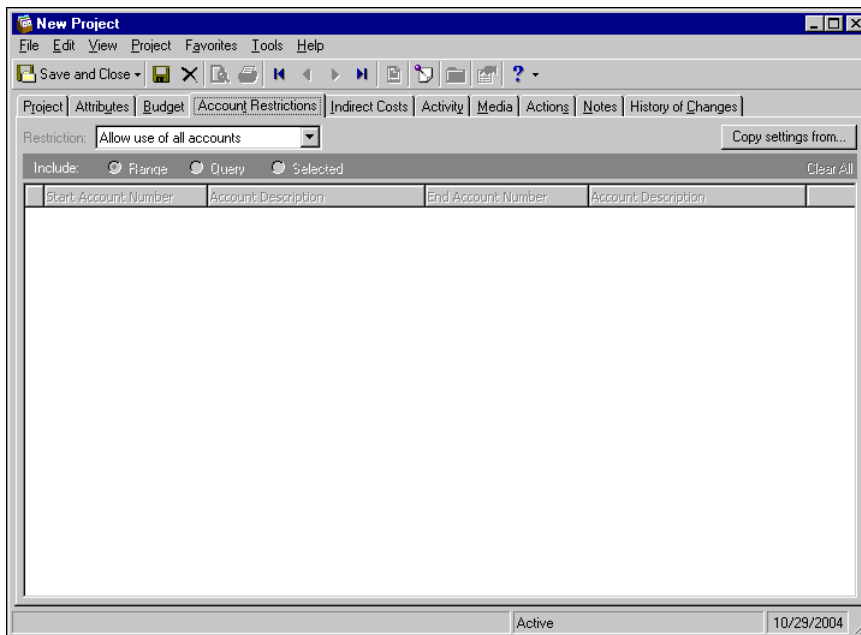 New Project
File Edit View Project Favorites Tools Help
Save and Close ?
Project Attributes Budget Account Restrictions Indirect Costs Activity Media Actions Notes History of Changes
Restriction: Allow use of all accounts Copy settings from...
Include: Range Query Selected Clear All
Start Account Number Account Description End Account Number Account Description
Active 10/29/2004